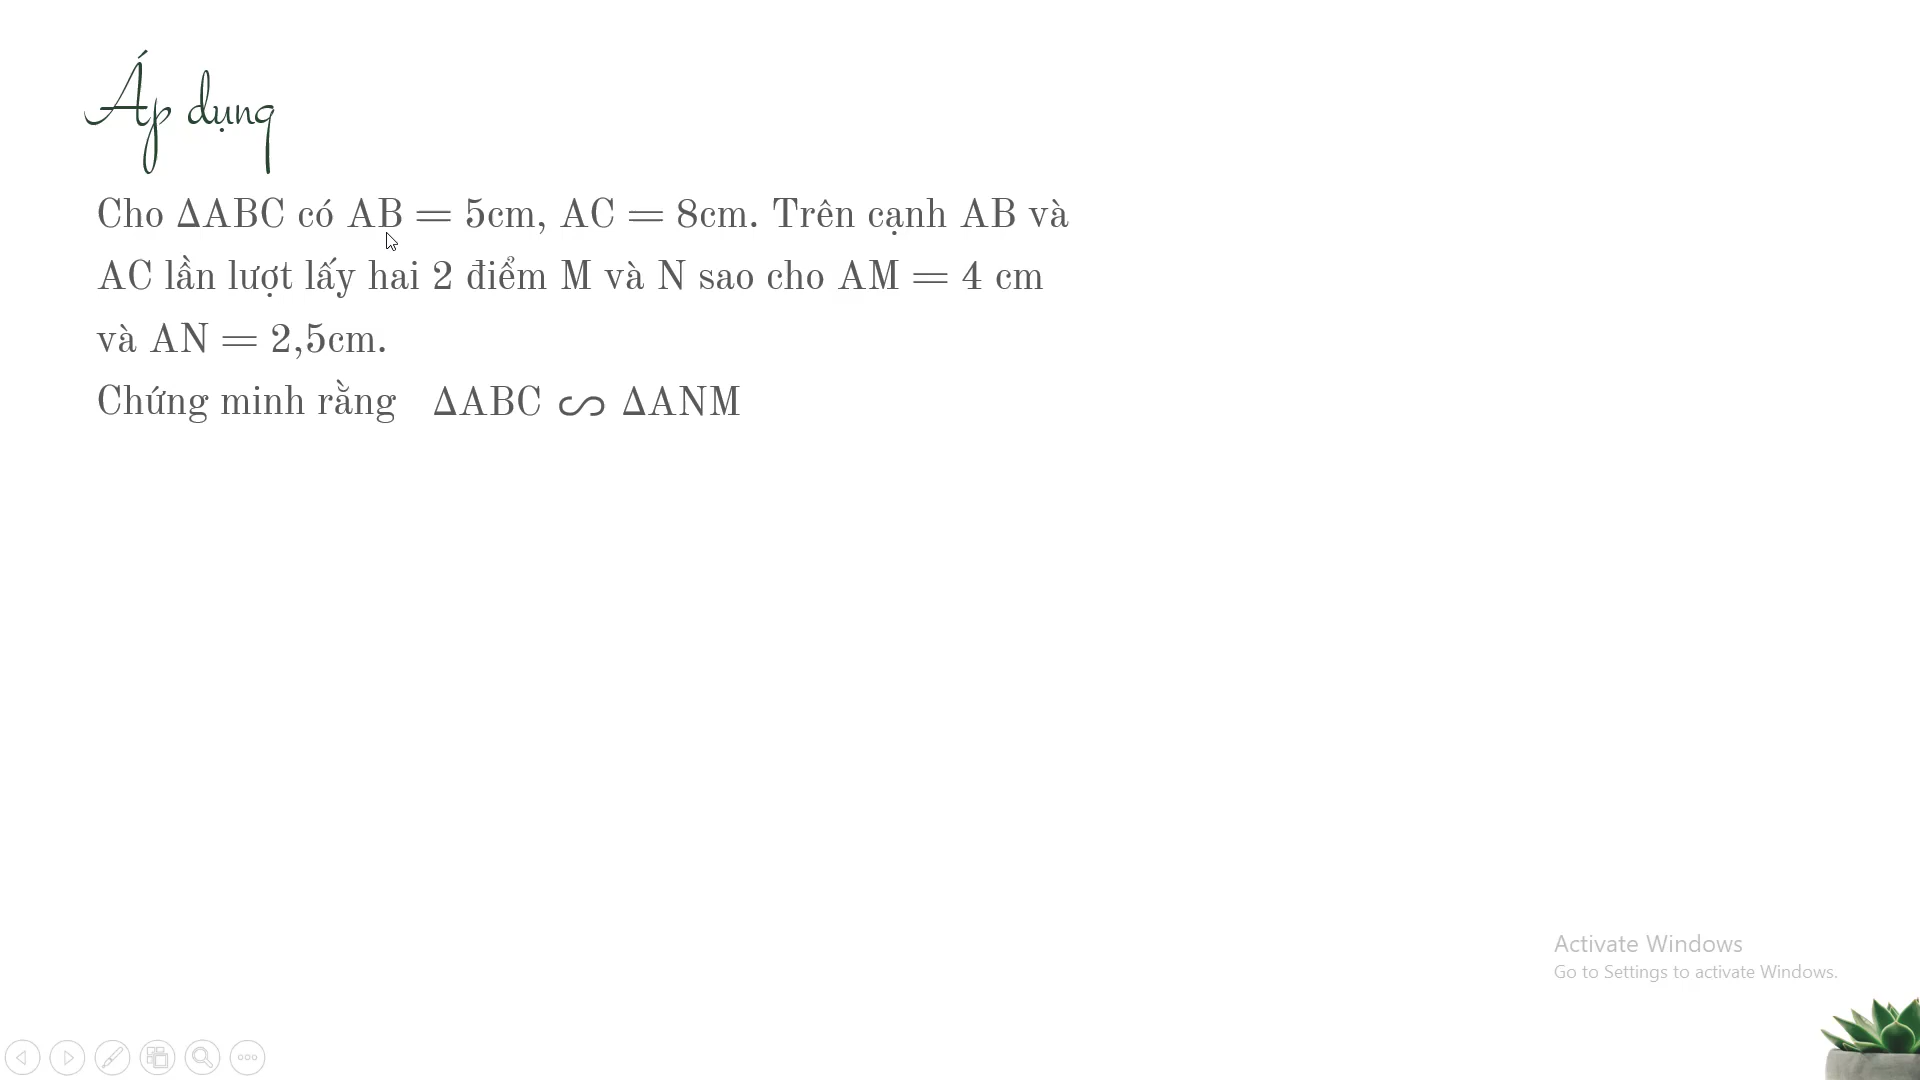 Áp dụng
Cho ΔABC có AB = 5cm, AC = 8cm. Trên cạnh AB và
AC lần lượt lấy hai 2 điểm M và N sao cho AM = 4 cm
và AN = 2,5cm.
Chứng minh rằng ΔABC ∽ ΔANM
Activate Windows
Go to Settings to activate Windows.